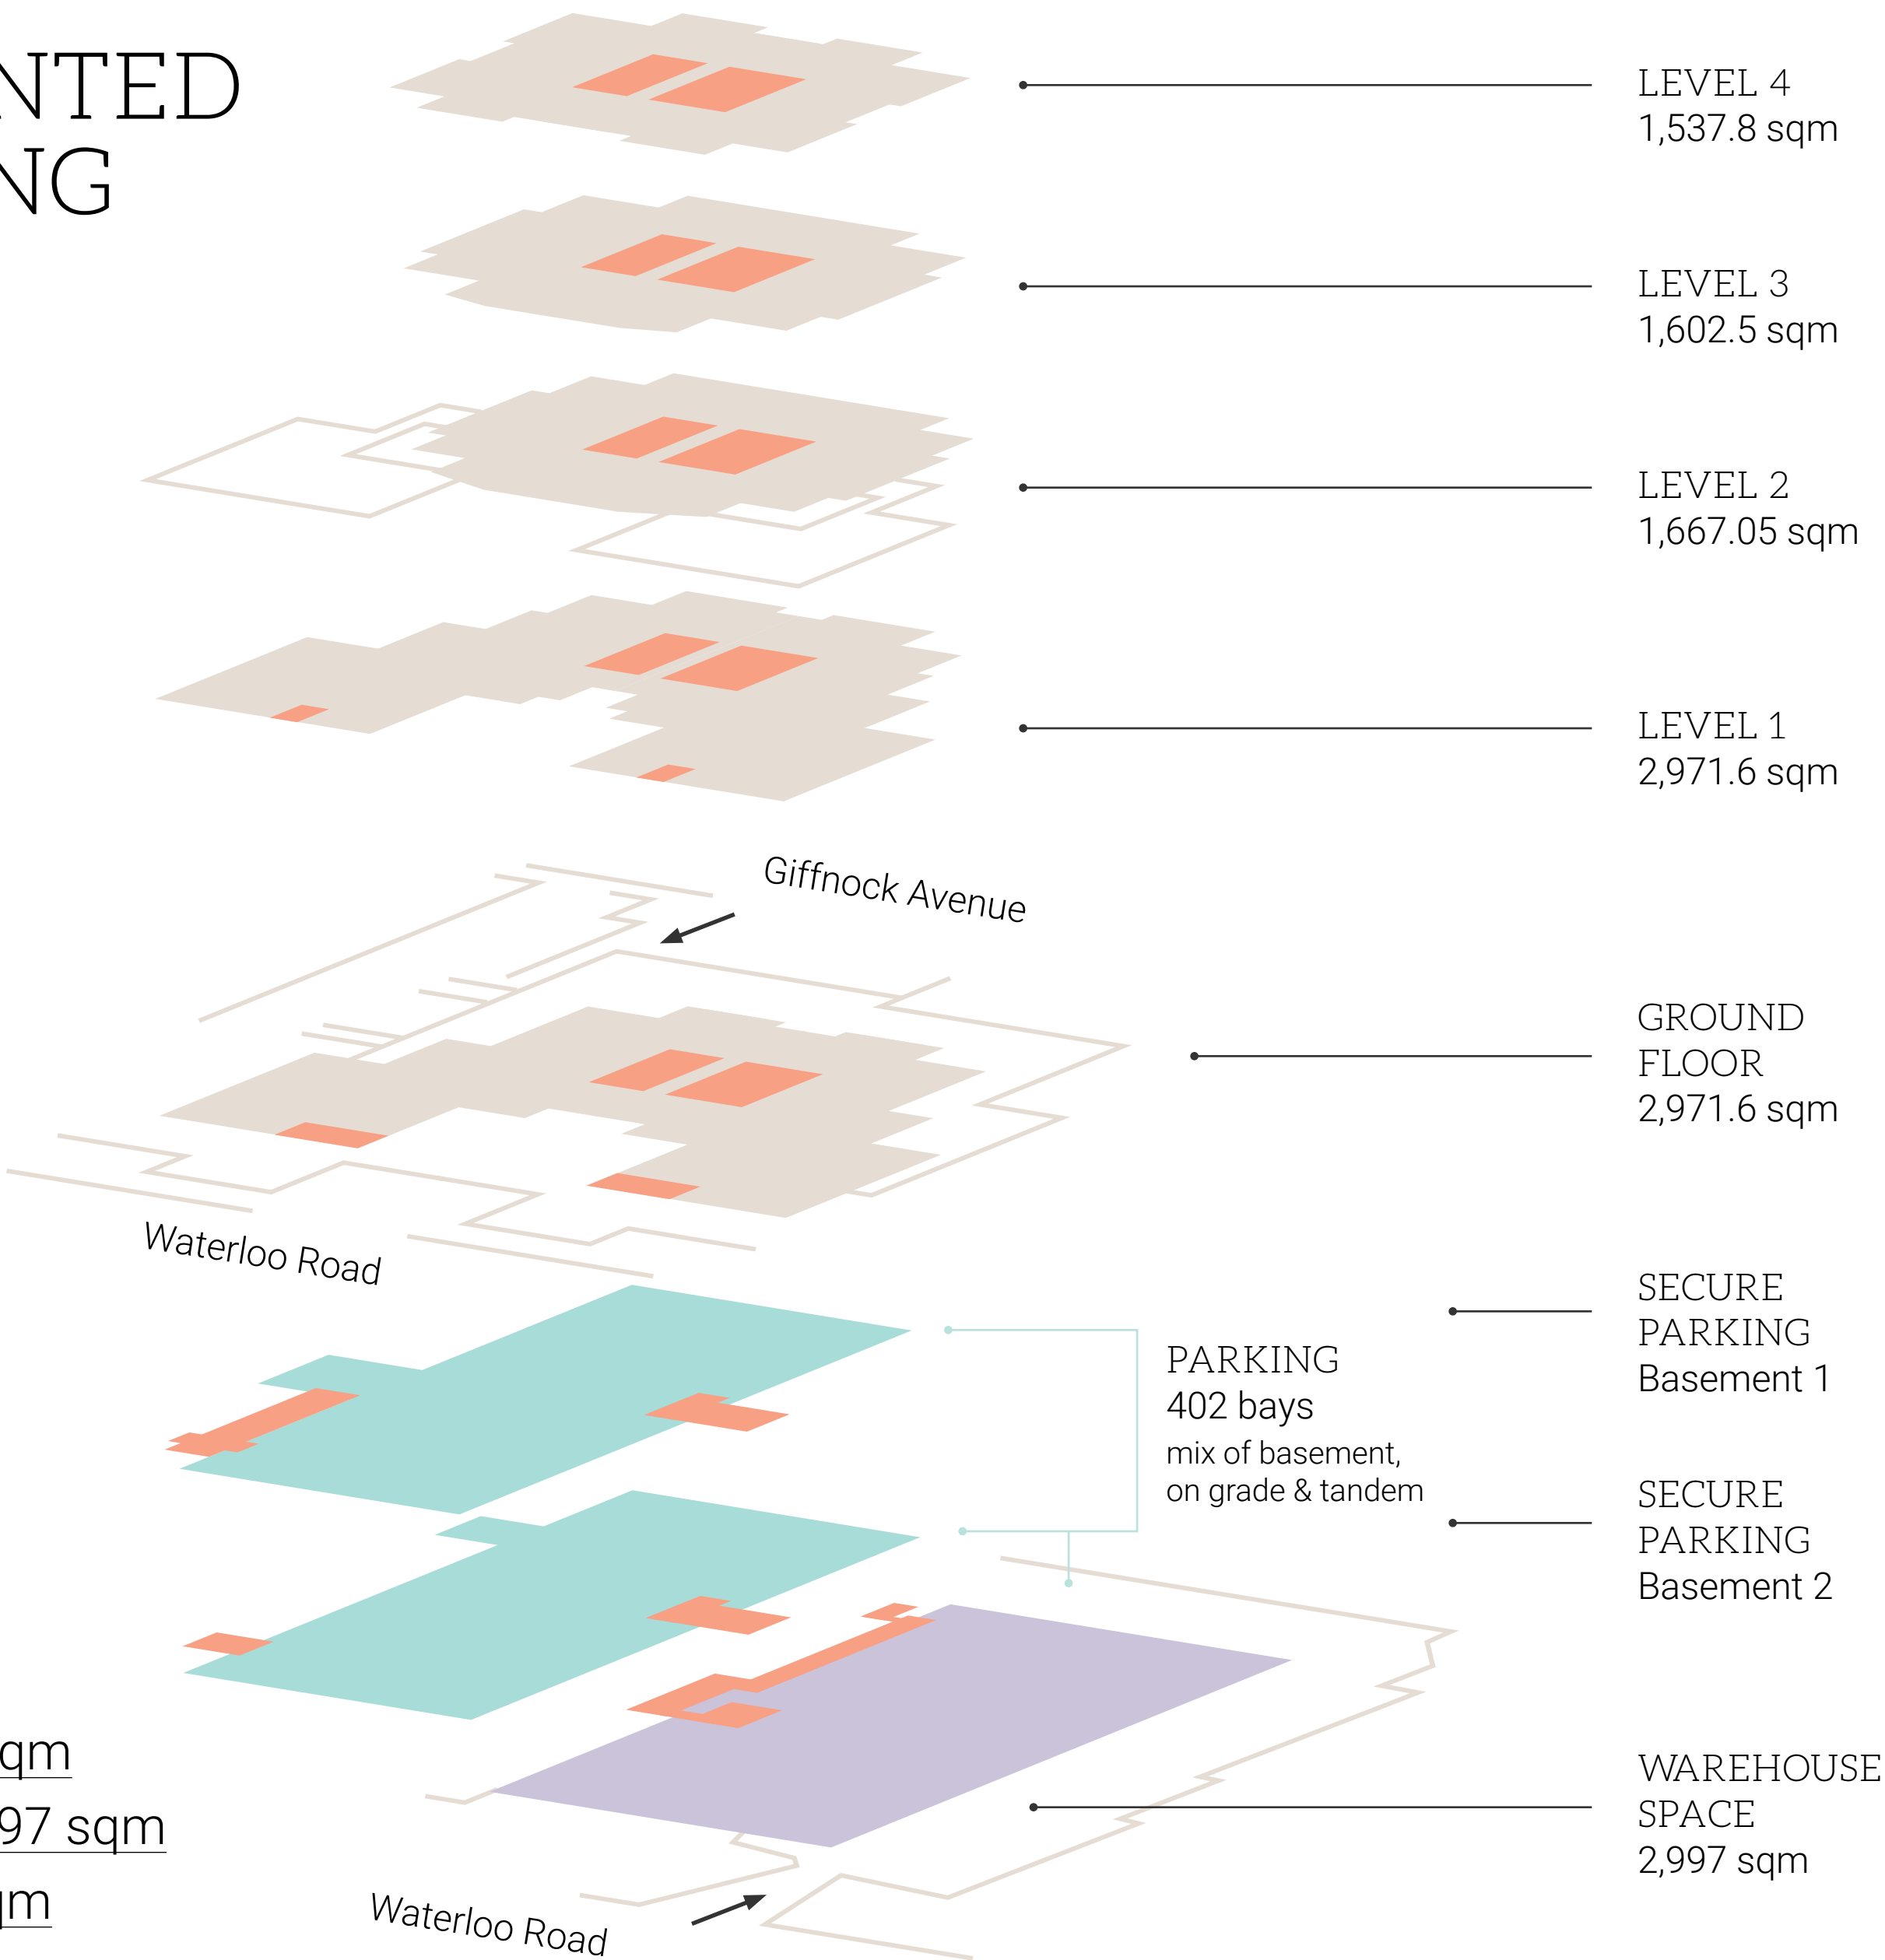 NTED
NG
LEVEL 4
1,537.8 sqm
LEVEL 3
1,602.5 sqm
LEVEL 2
1,667.05 sqm
LEVEL 1
2,971.6 sqm
Giffnock Avenue
GROUND
FLOOR
2,971.6 sqm
Waterloo Road
SECURE
PARKING
Basement 1
PARKING
402 bays
mix of basement,
on grade & tandem
SECURE
PARKING
Basement 2
WAREHOUSE
SPACE
2,997 sqm
qm
97 sqm
qm
Waterloo Road